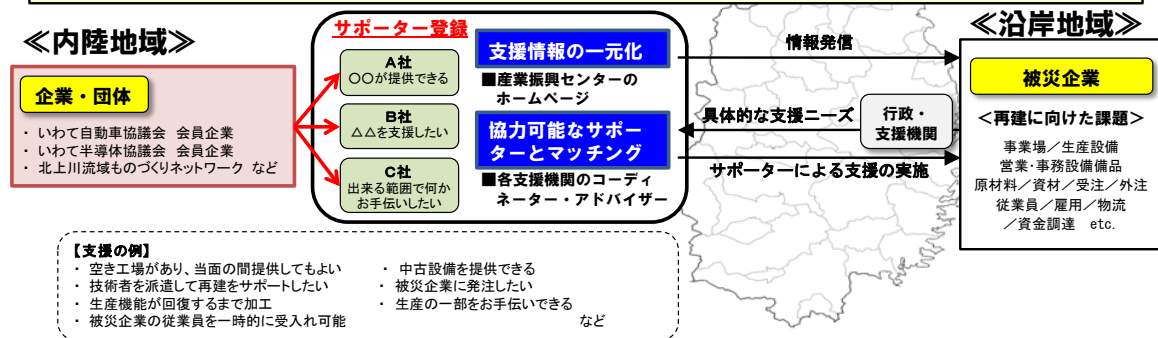 ≪内陸地域≫
企業・団体
・ いわて自動車協議会 会員企業
・ いわて半導体協議会 会員企業
・ 北上川流域ものづくりネットワーク など
サポーター登録
A社
○○が提供できる
B社
△△を支援したい
C社
出来る範囲で何か
お手伝いしたい
支援情報の一元化
■産業振興センターの
ホームページ
協力可能なサポー
ターとマッチング
■各支援機関のコーディ
ネーター・アドバイザー
情報発信
具体的な支援ニーズ
行政・
支援機関
サポーターによる支援の実施
≪沿岸地域≫
被災企業
＜再建に向けた課題＞
事業場／生産設備
営業・事務設備備品
原材料／資材／受注／外注
従業員／雇用／物流
／資金調達 etc.
【支援の例】
・ 空き工場があり、当面の間提供してもよい
・ 技術者を派遣して再建をサポートしたい
・ 生産機能が回復するまで加工
・ 被災企業の従業員を一時的に受入れ可能
・ 中古設備を提供できる
・ 被災企業に発注したい
・ 生産の一部をお手伝いできる
など